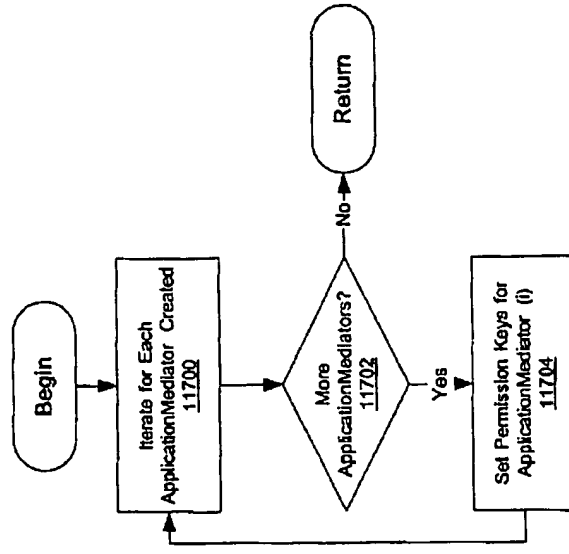 Begin
Iterate for Each
ApplicationMediator Created
11700
More
ApplicationMediators?
11702
No
Return
Yes
Set Permission Keys for
ApplicationMediator (i)
11704